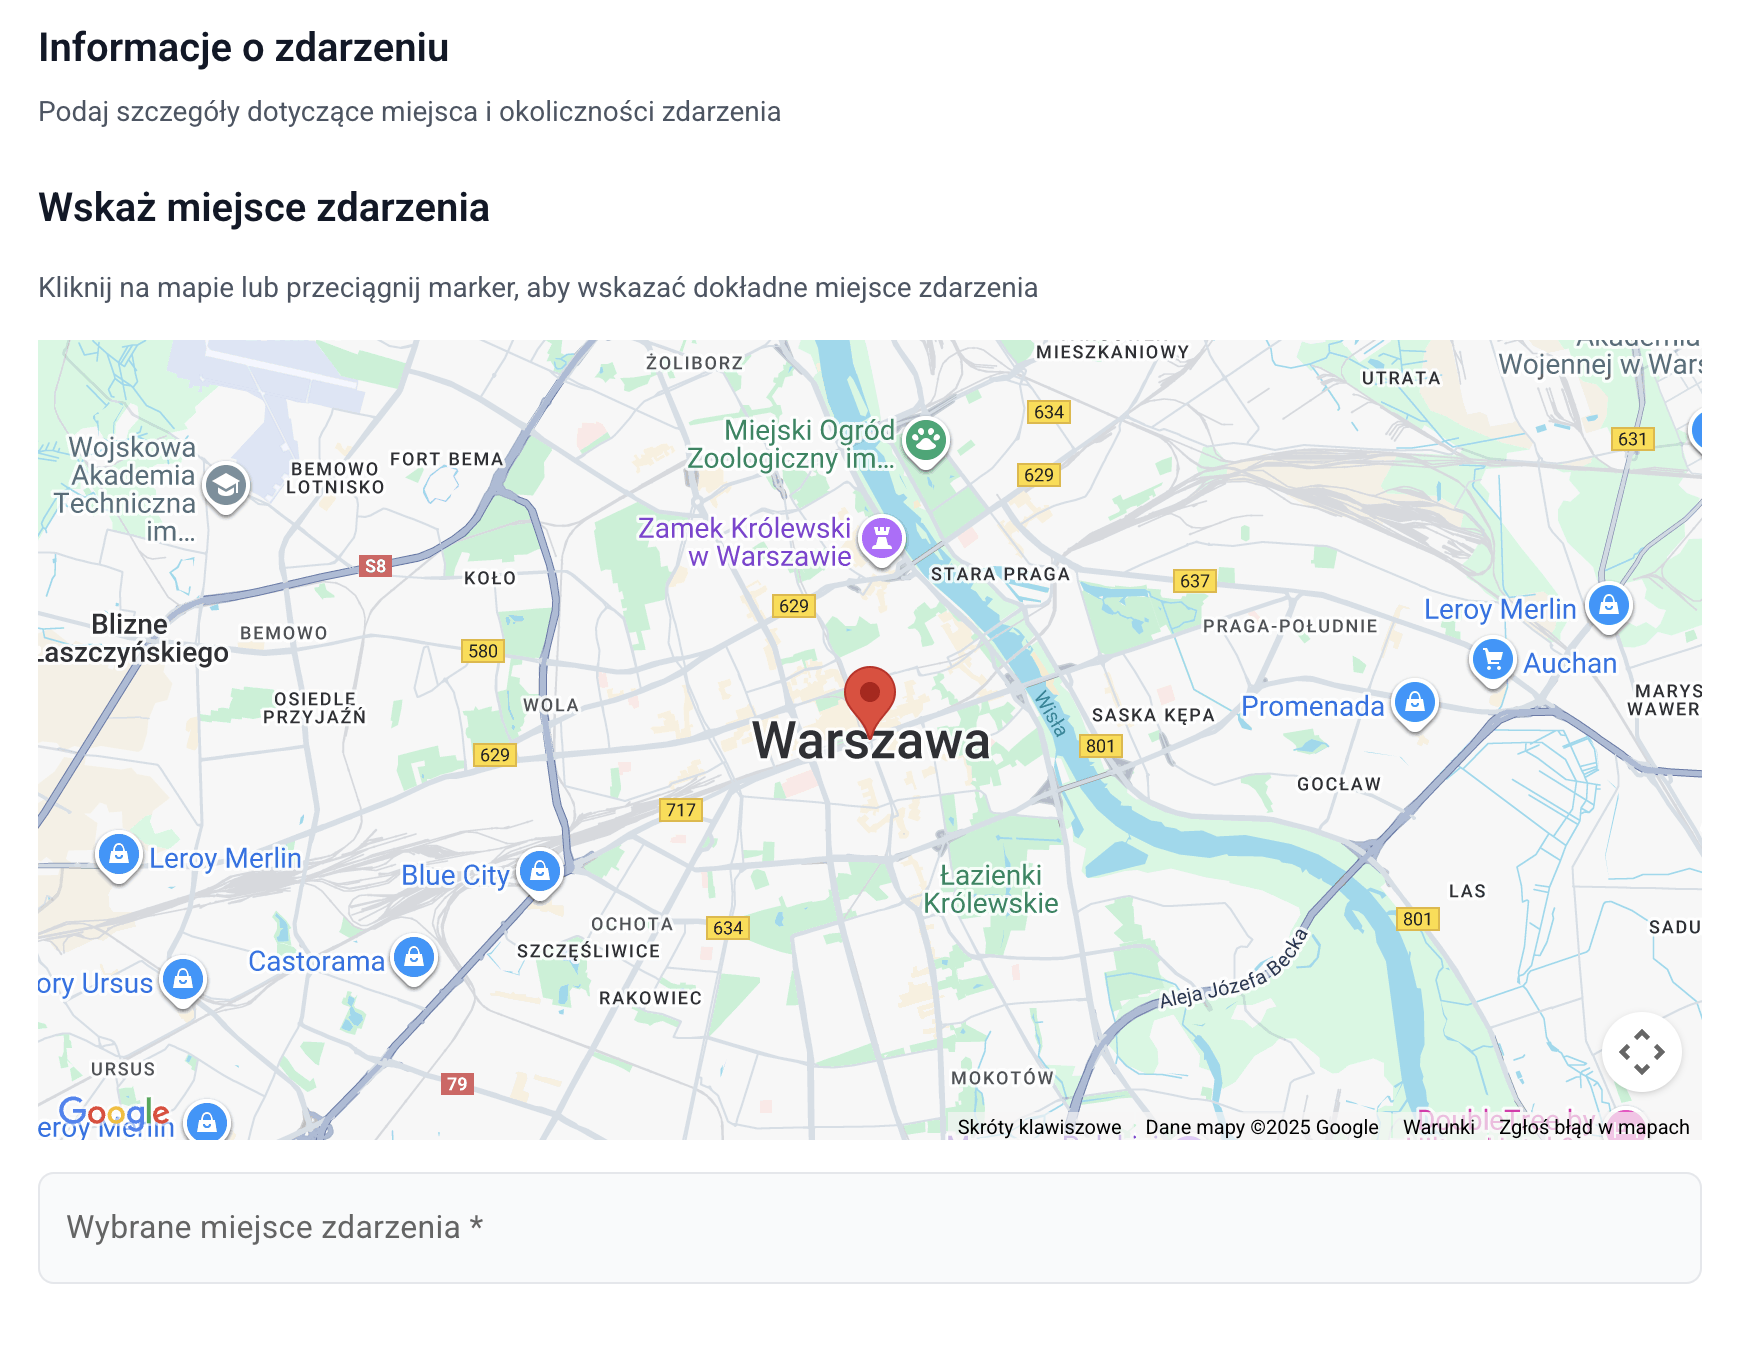 Informacje o zdarzeniu
Podaj szczegóły dotyczące miejsca i okoliczności zdarzenia
Wskaż miejsce zdarzenia
Kliknij na mapie lub przeciągnij marker, aby wskazać dokładne miejsce zdarzenia
ŻOLIBORZ
MIESZKANIOWY
Akademia
Wojennej w Wars
UTRATA
634
631
Miejski Ogród
Zoologiczny im...
629
Wojskowa
Akademia
Techniczna
im...
BEMOWO
LOTNISKO
FORT BEMA
Zamek Królewski
w Warszawie
S8
KOŁO
STARA PRAGA
637
629
Leroy Merlin
Blizne
Łaszczyńskiego
BEMOWO
580
PRAGA-POŁUDNIE
Auchan
OSIEDLE
PRZYJAŹŃ
WOLA
Wisła
SASKA KĘPA
Promenada
MARYS
WAWER
Warszawa
629
801
GOCŁAW
717
Leroy Merlin
Blue City
Łazienki
Królewskie
LAS
OCHOTA
634
801
SADU
SZCZĘŚLIWICE
Castorama
ory Ursus
RAKOWIEC
Aleja Józefa Becka
URSUS
79
MOKOTÓW
Google
eroy Merlin
DoubleTree by
Skróty klawiszowe
Dane mapy ©2025 Google
Warunki
Zgłoś błąd w mapach
Wybrane miejsce zdarzenia *